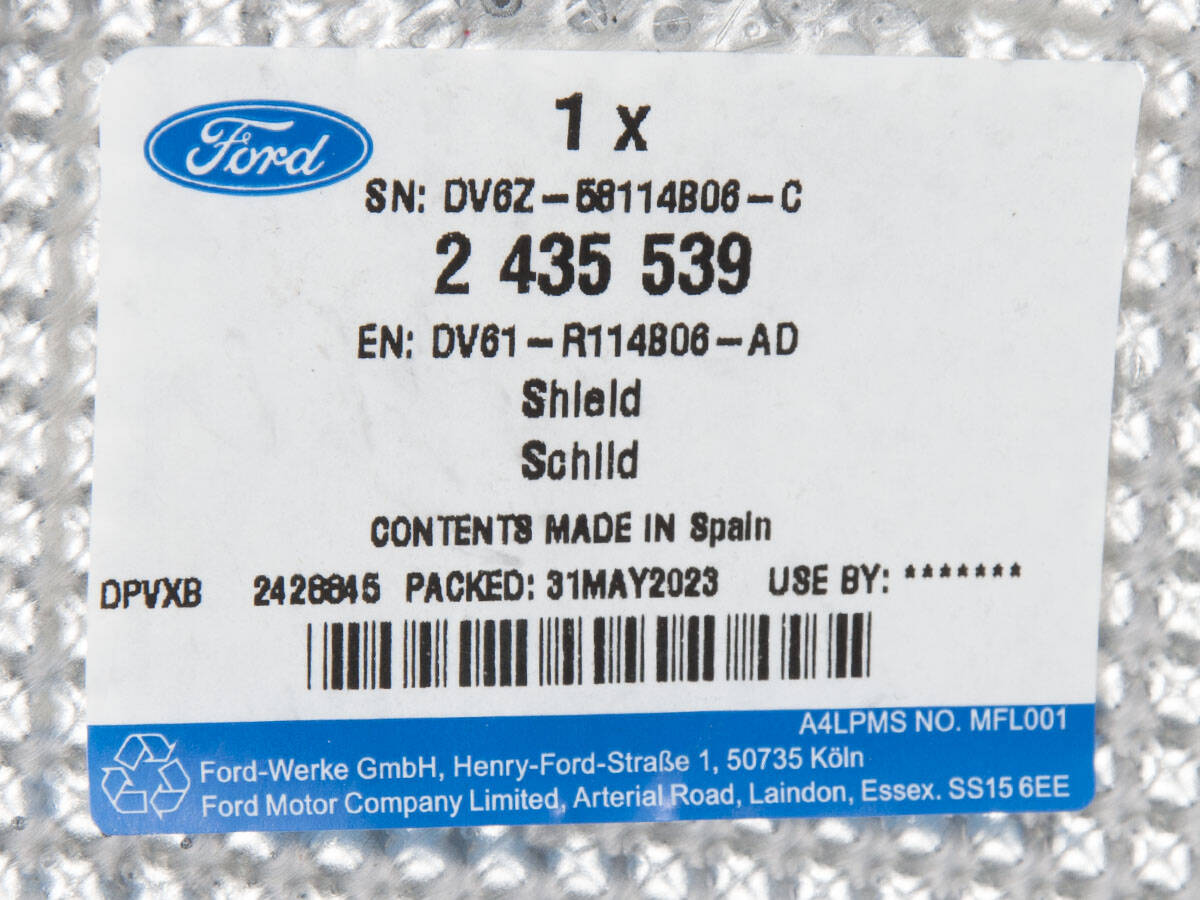 Ford
1 x
SN: DV6Z-58114B06-C
2 435 539
EN: DV61-R114B06-AD
Shield
Schild
CONTENTS MADE IN Spain
DPVXB PACKED: 31MAY2023 USE BY: *******
A4LPMS NO. MFL001
Ford-Werke GmbH, Henry-Ford-Straße 1, 50735 Köln
Ford Motor Company Limited, Arterial Road, Laindon, Essex. SS15 6EE